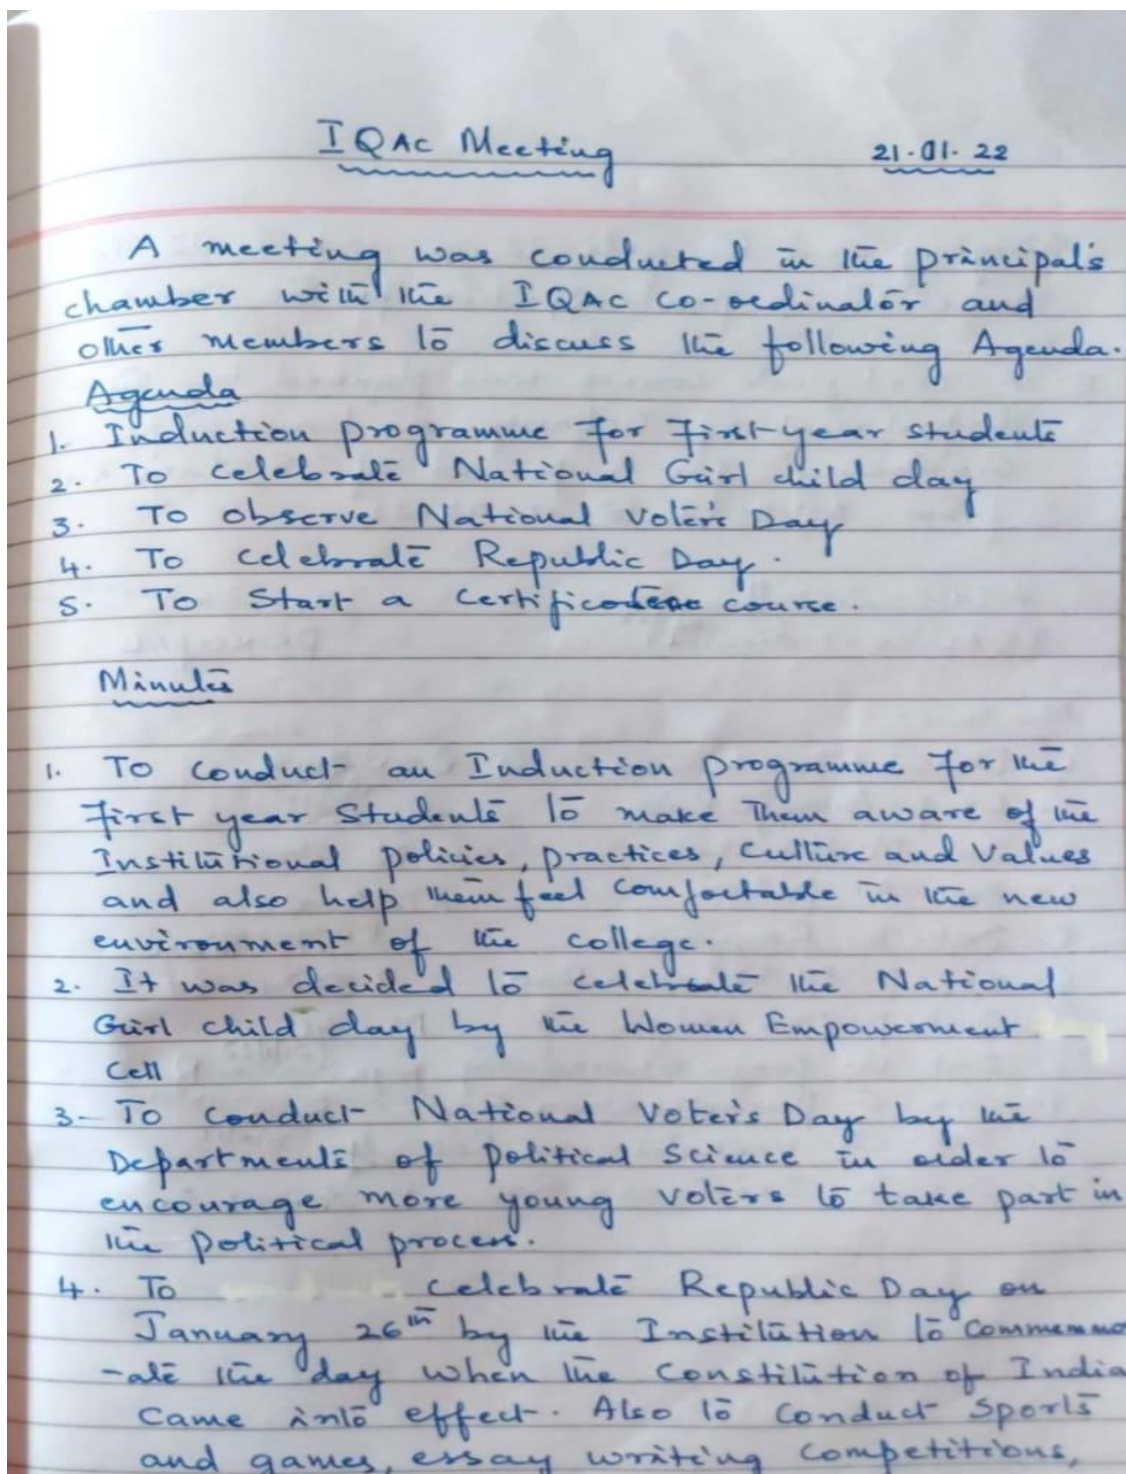 IQAC Meeting 21.01.22
A meeting was conducted in the principal's
chamber with the IQAC co-ordinator and
other members to discuss the following Agenda.
Agenda
1. Induction programme for first year students
2. To celebrate National Girl child day
3. To observe National Voter's Day
4. To celebrate Republic Day.
5. To Start a certificate course.
Minutes
1. To conduct an Induction programme for the
first year Students to make them aware of the
Institutional policies, practices, Culture and Values
and also help them feel comfortable in the new
environment of the college.
2. It was decided to celebrate the National
Girl child day by the Women Empowerment
Cell
3- To conduct National Voter's Day by the
Departments of political Science in order to
encourage more young voters to take part in
the political process.
4. To celebrate Republic Day on
January 26th by the Institution to commemmo
-ate the day when the Constitution of India
Came into effect. Also to conduct Sports
and games, essay writing competitions,